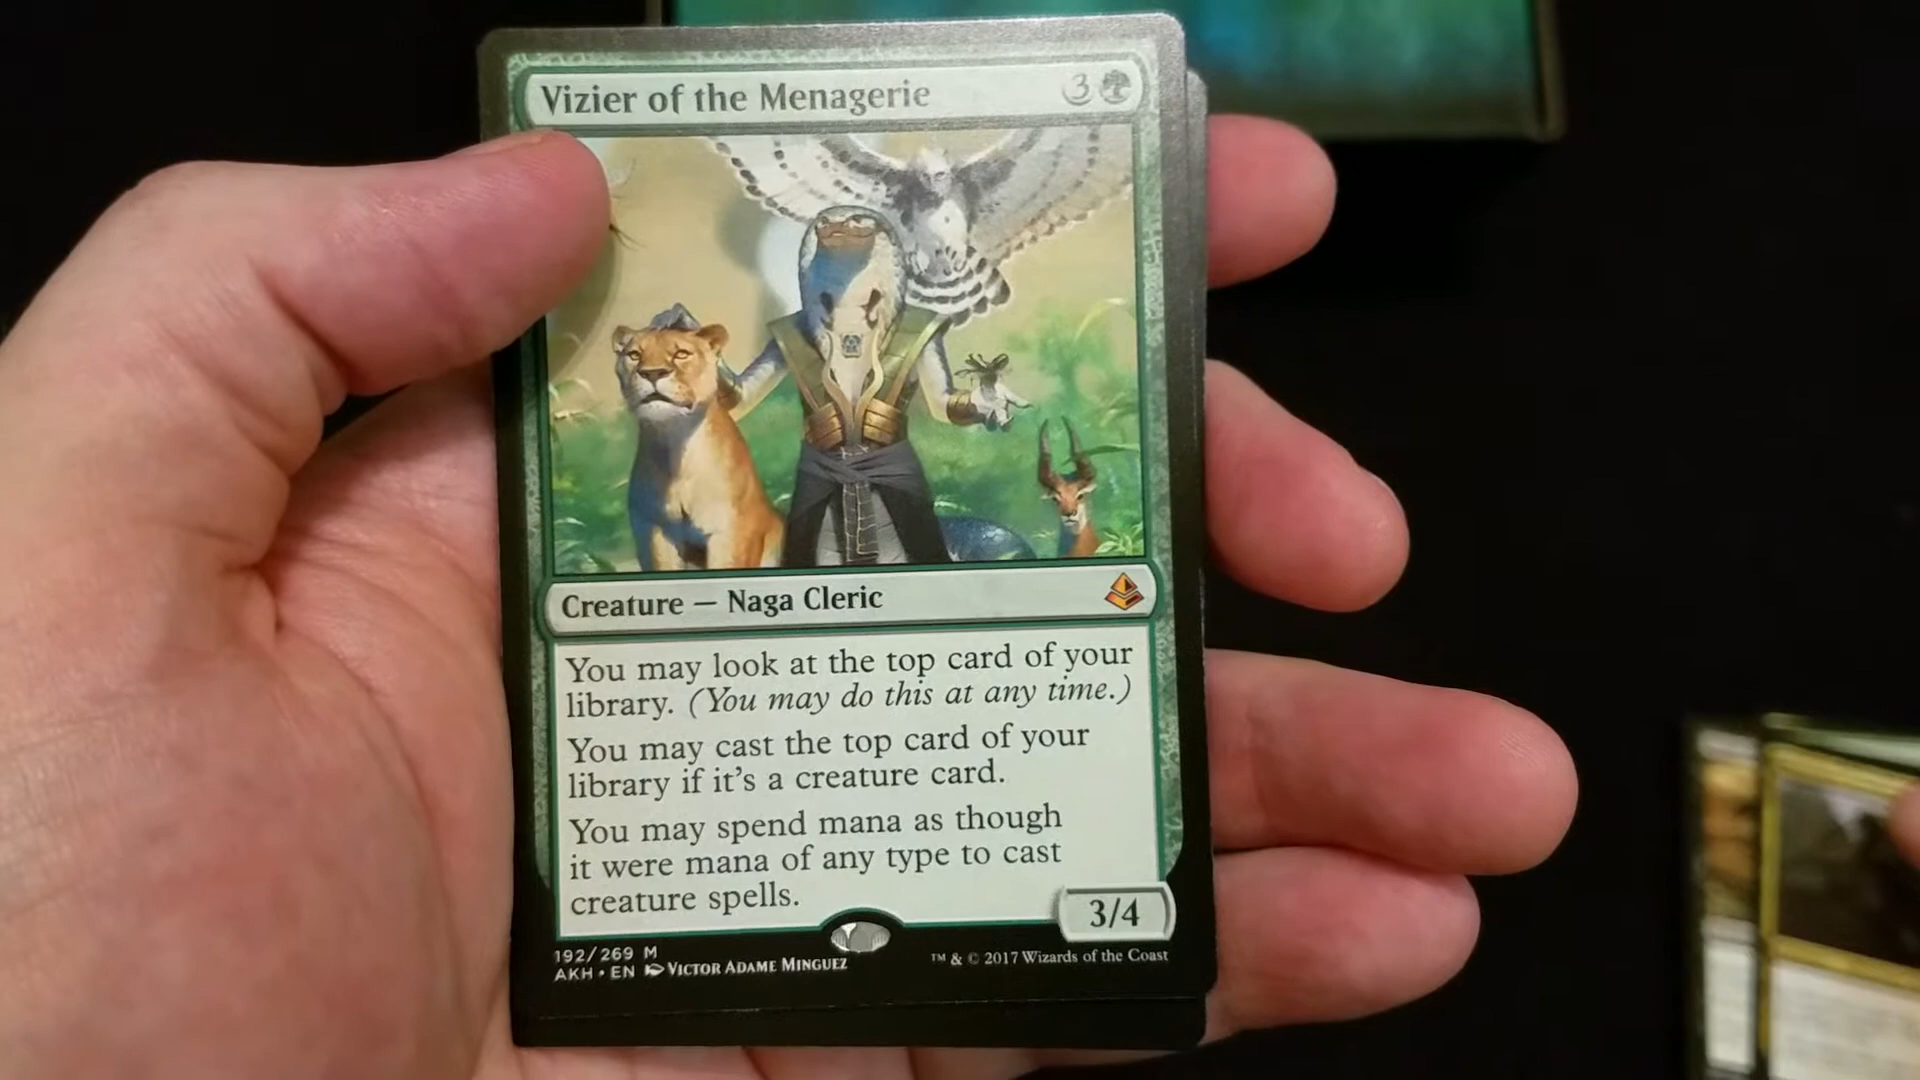 Vizier of the Menagerie 3
Creature — Naga Cleric
You may look at the top card of your
library. (You may do this at any time.)
You may cast the top card of your
library if it's a creature card.
You may spend mana as though
it were mana of any type to cast
creature spells.
3/4
192/269 M
AKH • EN VICTOR ADAME MINGUEZ
™ & © 2017 Wizards of the Coast